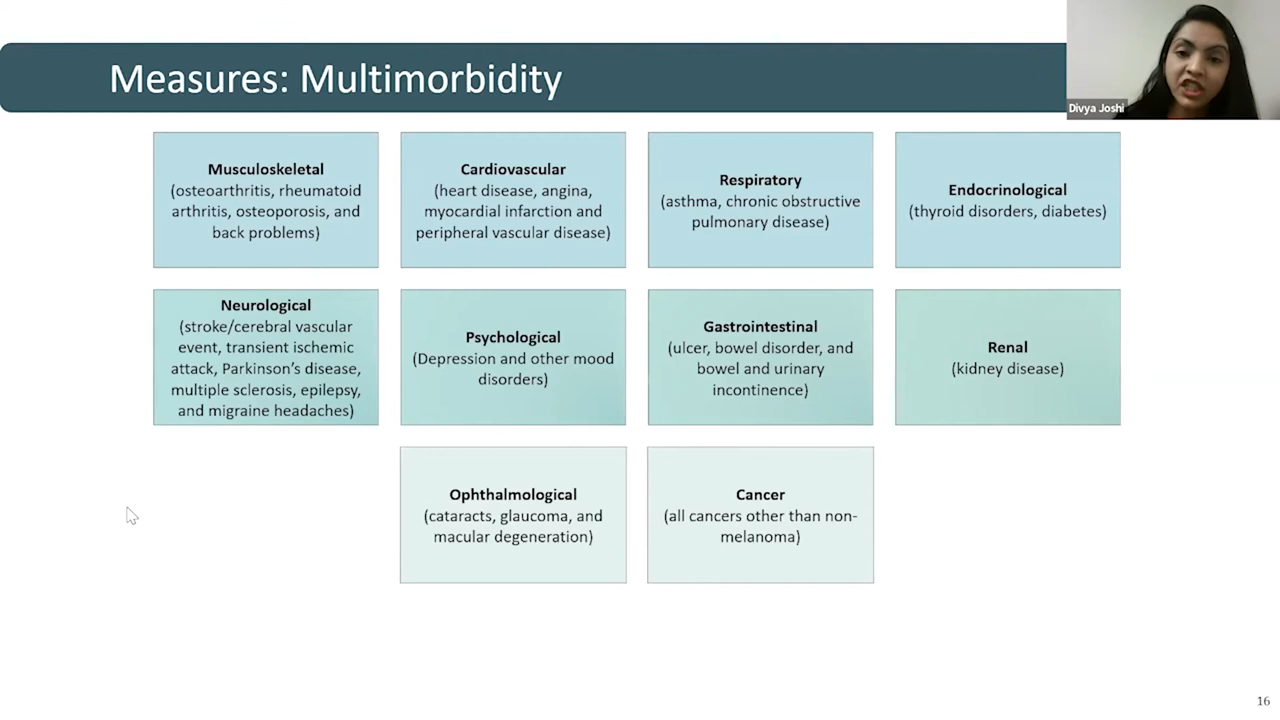 Measures: Multimorbidity
Divya Joshi
Musculoskeletal
(osteoarthritis, rheumatoid
arthritis, osteoporosis, and
back problems)
Cardiovascular
(heart disease, angina,
myocardial infarction and
peripheral vascular disease)
Respiratory
(asthma, chronic obstructive
pulmonary disease)
Endocrinological
(thyroid disorders, diabetes)
Neurological
(stroke/cerebral vascular
event, transient ischemic
attack, Parkinson’s disease,
multiple sclerosis, epilepsy,
and migraine headaches)
Psychological
(Depression and other mood
disorders)
Gastrointestinal
(ulcer, bowel disorder, and
bowel and urinary
incontinence)
Renal
(kidney disease)
Ophthalmological
(cataracts, glaucoma, and
macular degeneration)
Cancer
(all cancers other than non-
melanoma)
16